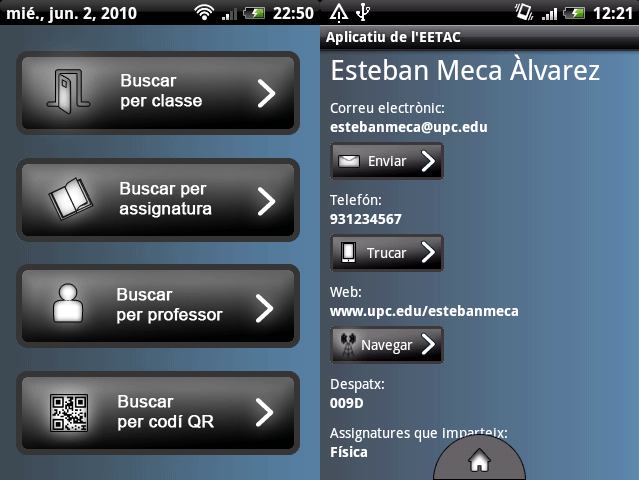 mié., jun. 2, 2010 22:50
Buscar
per classe
Buscar per
assignatura
Buscar
per professor
Buscar
per codí QR
12:21
Aplicatiu de l'EETAC
Esteban Meca Àlvarez
Correu electrònic:
estebanmeca@upc.edu
Enviar
Telefón:
931234567
Trucar
Web:
www.upc.edu/estebanmeca
Navegar
Despatx:
009D
Assignatures que imparteix:
Física